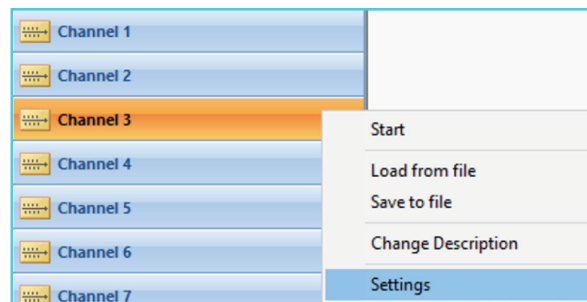 Channel 1
Channel 2
Channel 3
Start
Channel 4
Load from file
Save to file
Channel 5
Change Description
Channel 6
Settings
Channel 7